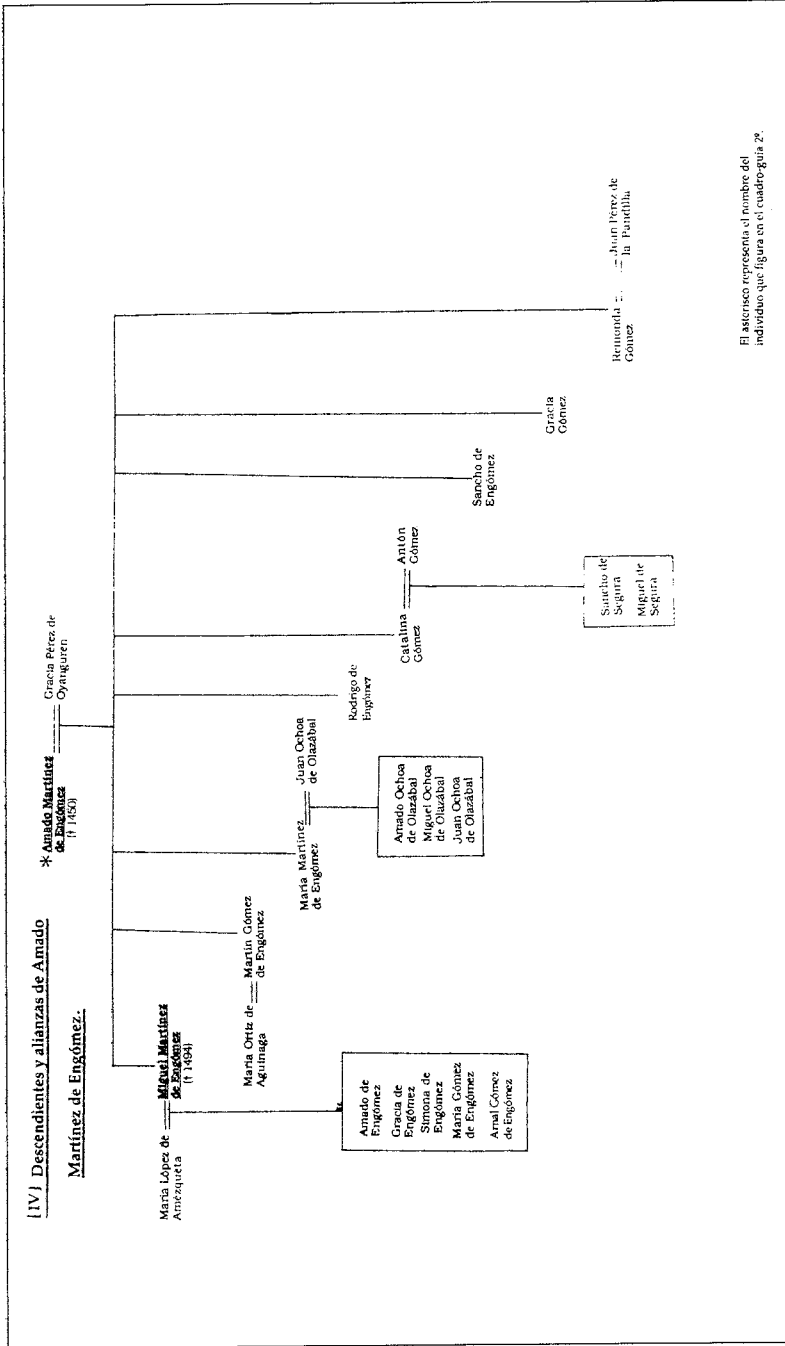 [IV] Descendientes y alianzas de Amado
Martínez de Engómez.
* Amado Martínez
de Engómez
(† 1450)
Gracia Pérez de
Oyanguren
María López de
Amézqueta
Miguel Martínez
de Engómez
(† 1494)
María Ortiz de
Aguinaga
Martín Gómez
de Engómez
María Martínez
de Engómez
Juan Ochoa
de Olazábal
Rodrigo de
Engómez
Catalina
Gómez
Antón
Gómez
Sancho de
Engómez
Gracia
Gómez
Remonda
Gómez
Juan Pérez de
la Pandilla
Amado de
Engómez
Gracia de
Engómez
Simona de
Engómez
María Gómez
de Engómez
Arnal Gómez
de Engómez
Amado Ochoa
de Olazábal
Miguel Ochoa
de Olazábal
Juan Ochoa
de Olazábal
Sancho de
Segura
Miguel de
Segura
El asterisco representa el nombre del
individuo que figura en el cuadro-guía 2º.